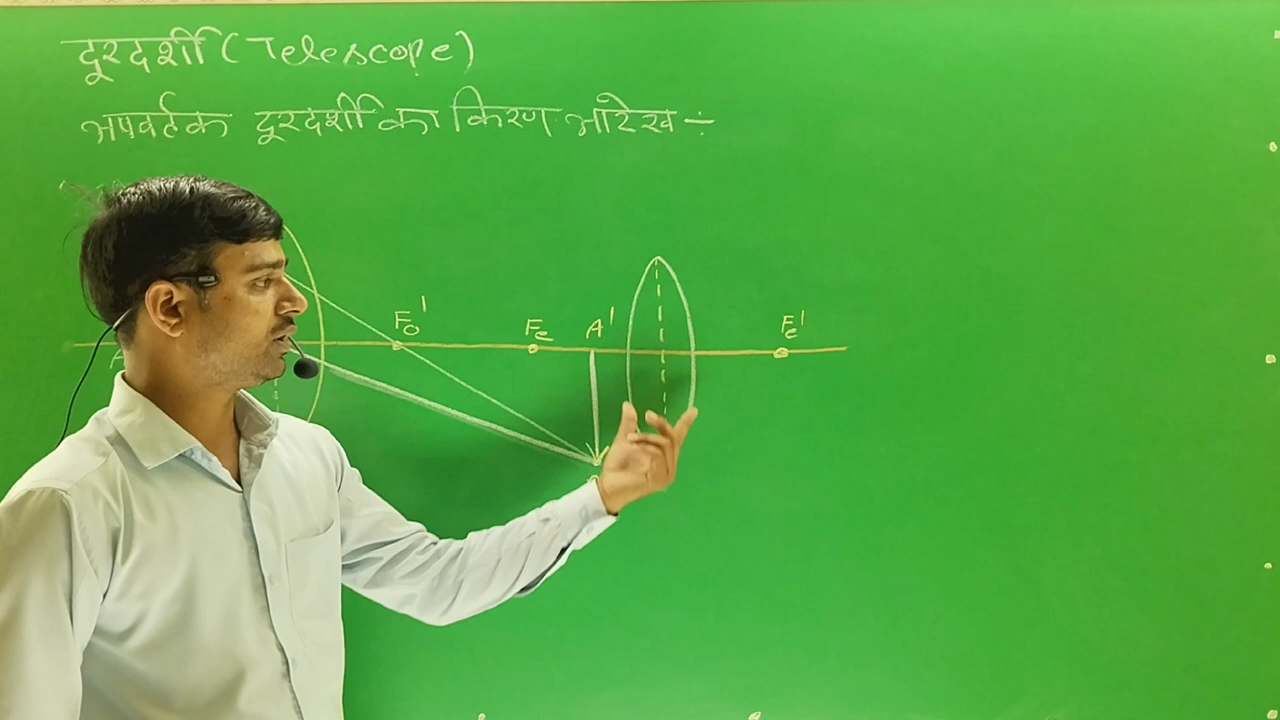 दूरदर्शी (Telescope)
अपवर्तक दूरदर्शी का किरण आरेख ÷
Fo' Fe A' Fe'
A